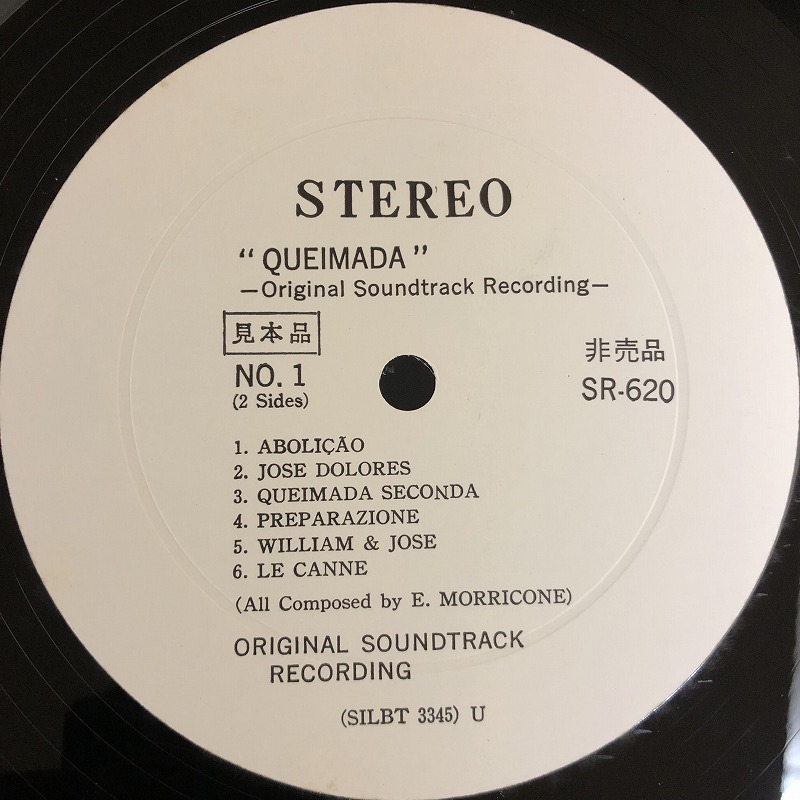 STEREO
“QUEIMADA”
—Original Soundtrack Recording—
見本品
非売品
NO. 1
SR-620
(2 Sides)
1. ABOLIÇÃO
2. JOSE DOLORES
3. QUEIMADA SECONDA
4. PREPARAZIONE
5. WILLIAM & JOSE
6. LE CANNE
(All Composed by E. MORRICONE)
ORIGINAL SOUNDTRACK
RECORDING
(SILBT 3345) U